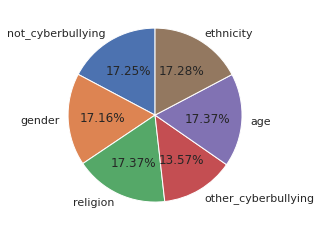 not_cyberbullying
ethnicity
17.25%
17.28%
gender
17.16%
17.37%
age
17.37%
13.57%
religion
other_cyberbullying